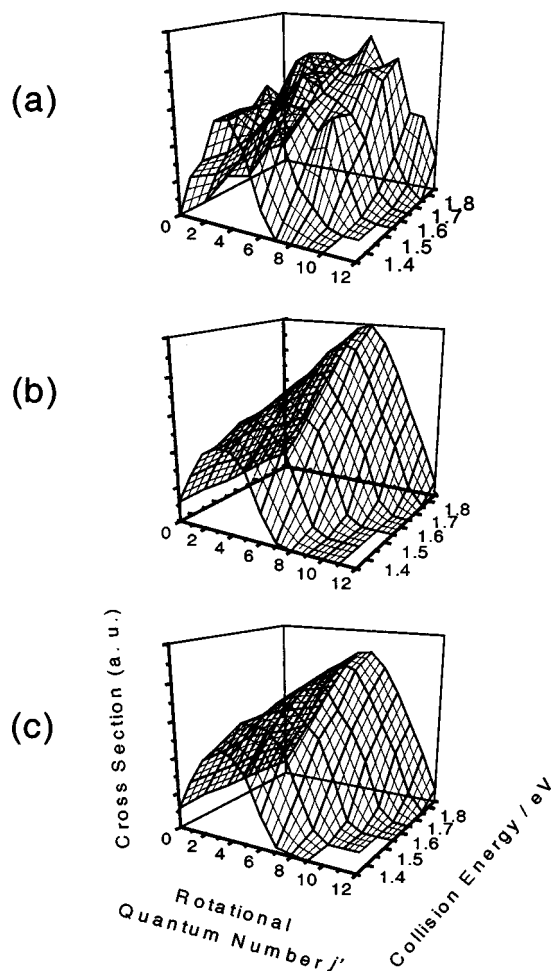 (a)
0 2 4 6 8 10 12
1.4 1.5 1.6 1.7 1.8
(b)
0 2 4 6 8 10 12
1.4 1.5 1.6 1.7 1.8
(c)
Cross Section (a. u.)
0 2 4 6 8 10 12
1.4 1.5 1.6 1.7 1.8
Rotational
Quantum Number j'
Collision Energy / eV